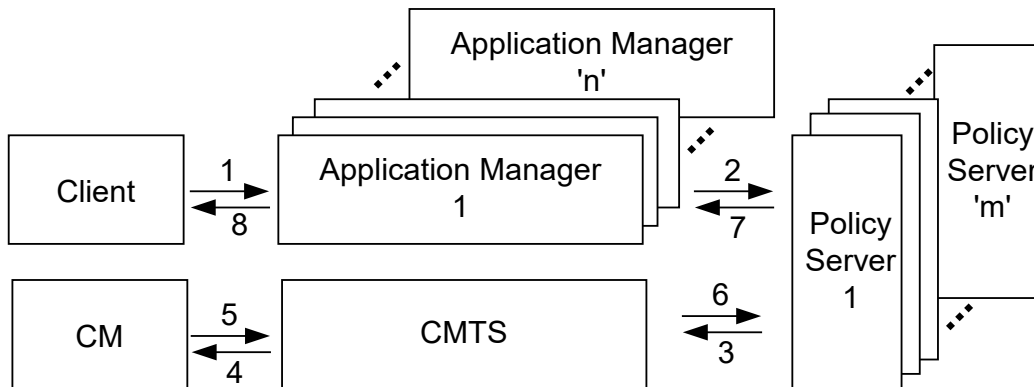 Application Manager
'n'
Client
1
8
Application Manager
1
2
7
Policy
Server
'm'
Policy
Server
1
CM
5
4
CMTS
6
3